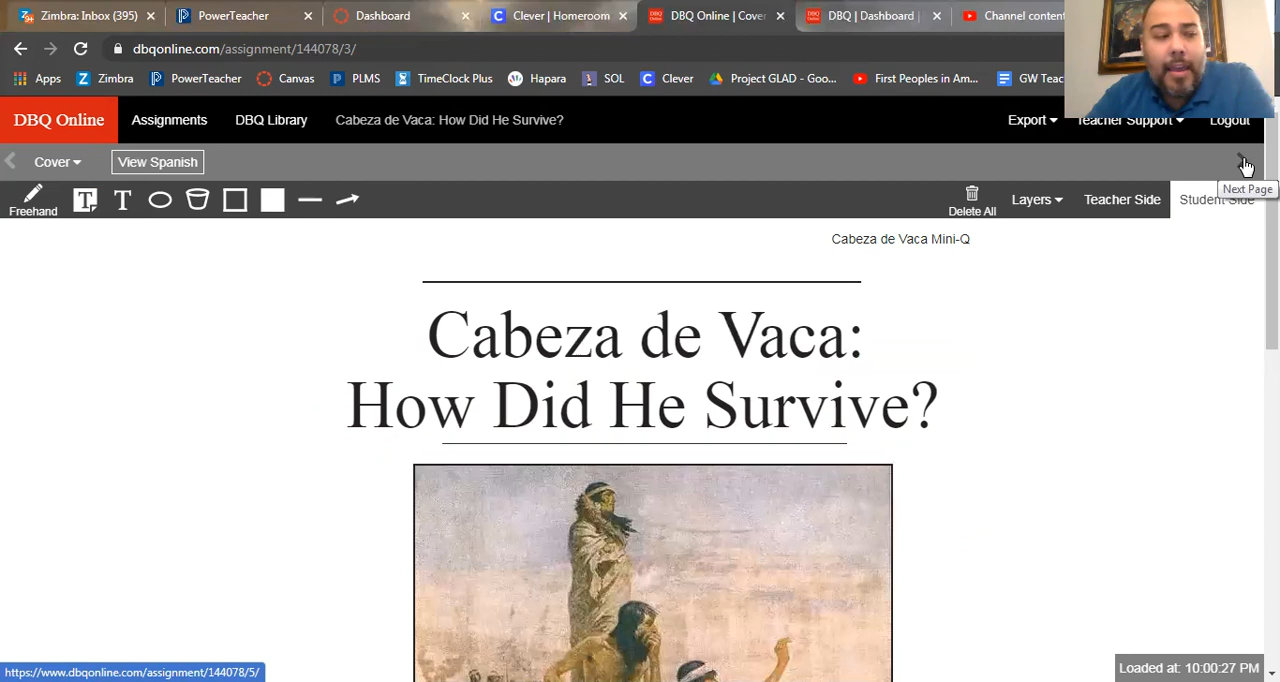 Zimbra: Inbox (395) PowerTeacher Dashboard Clever | Homeroom DBQ Online | Cove DBQ | Dashboard Channel content
dbqonline.com/assignment/144078/3/
Apps Zimbra PowerTeacher Canvas PLMS TimeClock Plus Hapara SOL Clever Project GLAD - Goo... First Peoples in Am... GW Teac
DBQ Online Assignments DBQ Library Cabeza de Vaca: How Did He Survive? Export Teacher Support Logout
Cover View Spanish
Next Page
Freehand T T Delete All Layers Teacher Side Student Side
Cabeza de Vaca Mini-Q
Cabeza de Vaca:
How Did He Survive?
https://www.dbqonline.com/assignment/144078/5/ Loaded at: 10:00:27 PM